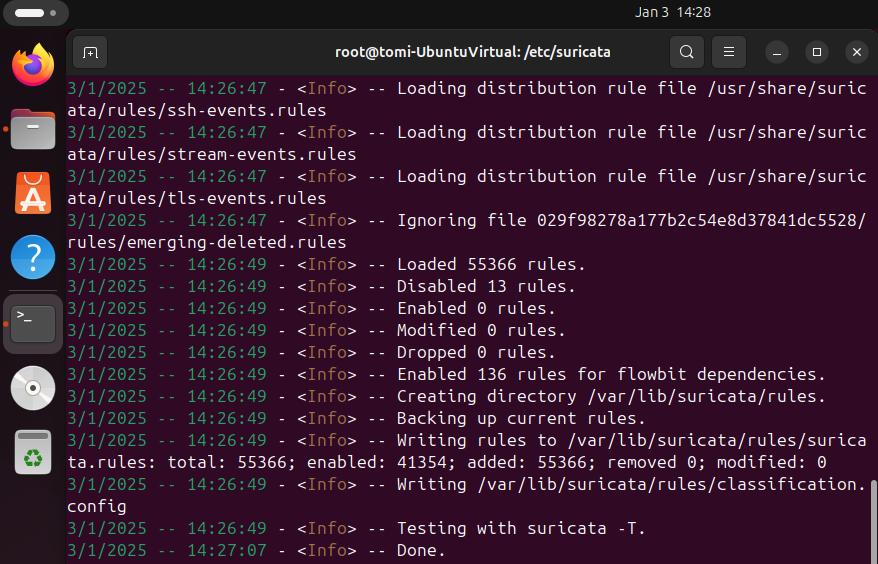 Jan 3 14:28
root@tomi-UbuntuVirtual: /etc/suricata
3/1/2025 -- 14:26:47 - <Info> -- Loading distribution rule file /usr/share/suric
ata/rules/ssh-events.rules
3/1/2025 -- 14:26:47 - <Info> -- Loading distribution rule file /usr/share/suric
ata/rules/stream-events.rules
3/1/2025 -- 14:26:47 - <Info> -- Loading distribution rule file /usr/share/suric
ata/rules/tls-events.rules
3/1/2025 -- 14:26:47 - <Info> -- Ignoring file 029f98278a177b2c54e8d37841dc5528/
rules/emerging-deleted.rules
3/1/2025 -- 14:26:49 - <Info> -- Loaded 55366 rules.
3/1/2025 -- 14:26:49 - <Info> -- Disabled 13 rules.
3/1/2025 -- 14:26:49 - <Info> -- Enabled 0 rules.
3/1/2025 -- 14:26:49 - <Info> -- Modified 0 rules.
3/1/2025 -- 14:26:49 - <Info> -- Dropped 0 rules.
3/1/2025 -- 14:26:49 - <Info> -- Enabled 136 rules for flowbit dependencies.
3/1/2025 -- 14:26:49 - <Info> -- Creating directory /var/lib/suricata/rules.
3/1/2025 -- 14:26:49 - <Info> -- Backing up current rules.
3/1/2025 -- 14:26:49 - <Info> -- Writing rules to /var/lib/suricata/rules/surica
ta.rules: total: 55366; enabled: 41354; added: 55366; removed 0; modified: 0
3/1/2025 -- 14:26:49 - <Info> -- Writing /var/lib/suricata/rules/classification.
config
3/1/2025 -- 14:26:49 - <Info> -- Testing with suricata -T.
3/1/2025 -- 14:27:07 - <Info> -- Done.